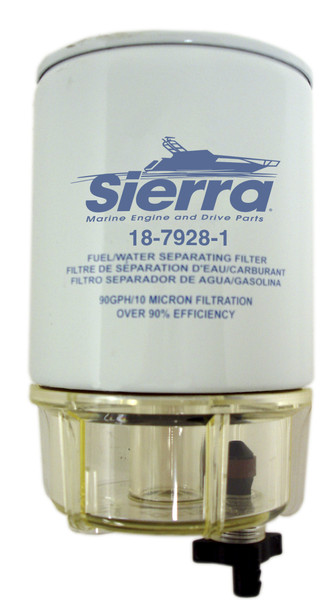 Sierra
Marine Engine and Drive Parts
18-7928-1
FUEL/WATER SEPARATING FILTER
FILTRE DE SÉPARATION D'EAU/CARBURANT
FILTRO SEPARADOR DE AGUA/GASOLINA
90GPH/10 MICRON FILTRATION
OVER 90% EFFICIENCY